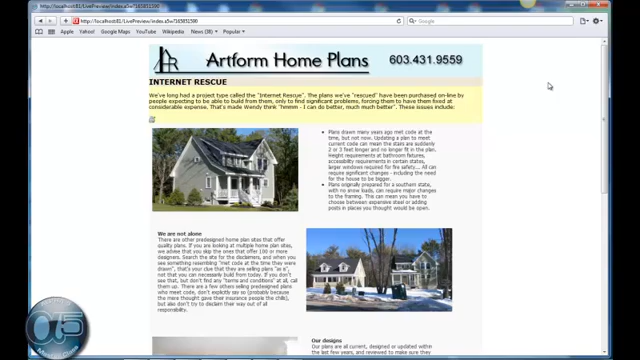 http://localhost:81/LivePreview/index.a5w?165851590
http://localhost:81/LivePreview/index.a5w?165851590
Google
Apple Yahoo! Google Maps YouTube Wikipedia News (38) Popular
Artform Home Plans 603.431.9559
INTERNET RESCUE
We've long had a project type called the "Internet Rescue". The plans we've "rescued" have been purchased on-line by
people expecting to be able to build from them, only to find significant problems, forcing them to have them fixed at
considerable expense. That's made Wendy think "hmmm - I can do better, much much better". These issues include:
• Plans drawn many years ago met code at the
time, but not now. Updating a plan to meet
current code can mean the stairs are suddenly
2 or 3 feet longer and no longer fit in the plan.
Height requirements at bathroom fixtures,
accessibility requirements in certain states,
larger windows required for fire safety... All can
require significant changes - including the need
for the house to be bigger.
• Plans originally prepared for a southern state,
with no snow loads, can require major changes
to the framing. This can mean you have to
choose between expensive steel or adding
posts in places you thought would be open.
We are not alone
There are other predesigned home plan sites that offer
quality plans. If you are looking at multiple home plan sites,
we advise that you skip the ones that offer 100 or more
designers. Search the site for the disclaimers, and when you
see something resembling "met code at the time they were
drawn", that's your clue that they are selling plans "as is",
not that you can necessarily build from today. If you don't
see that, but don't find any "terms and conditions" at all, call
them up. There are a few others selling predesigned plans
who meet code, don't explicitly say so (probably because
the mere thought gave their insurance people the chills),
but also don't try to disclaim their way out of all
responsibility.
Our designs
Our plans are all current, designed or updated within
the last few years, and reviewed to make sure they